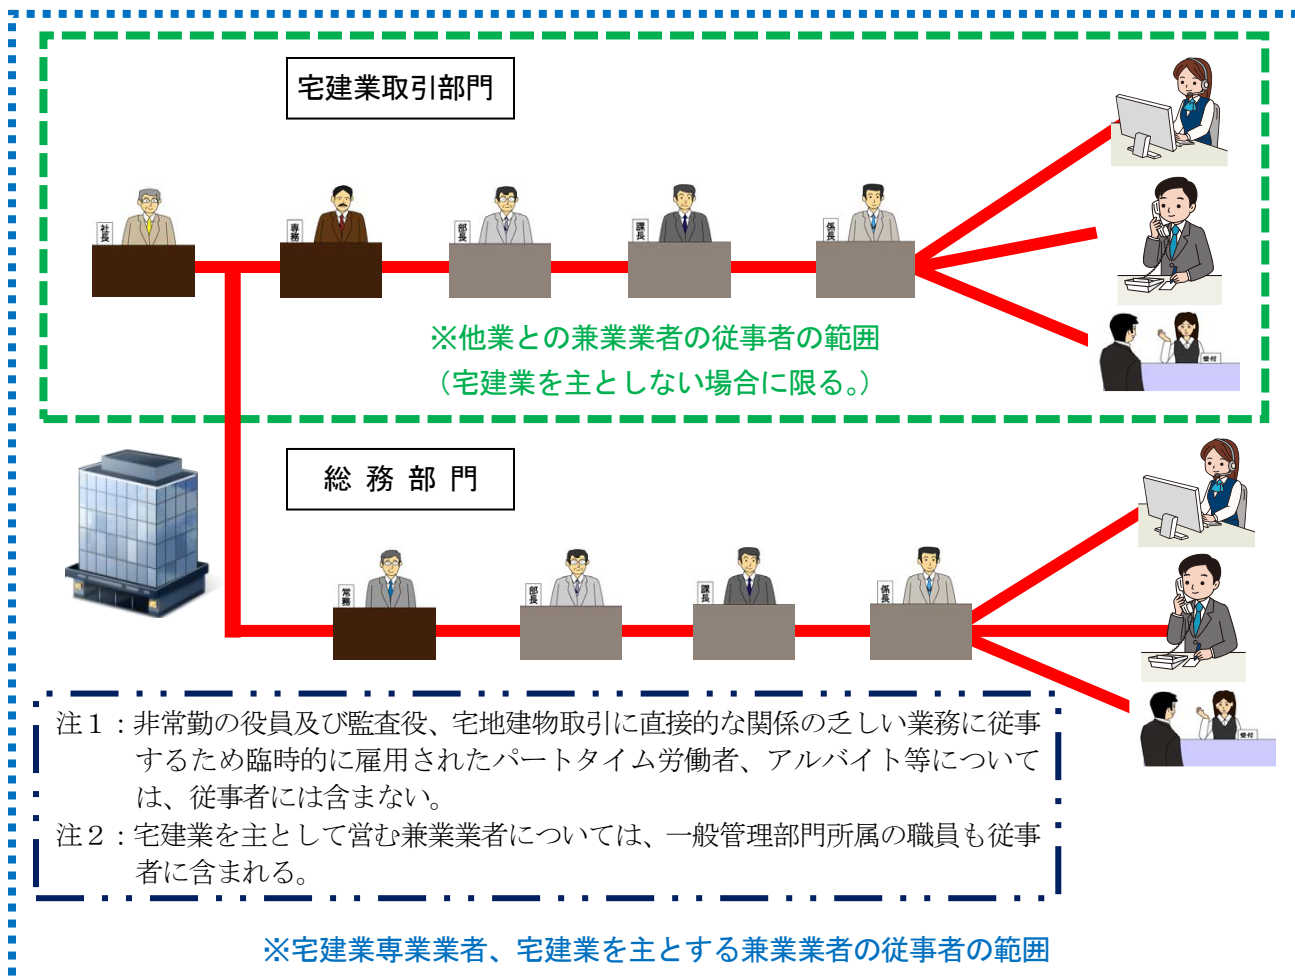 宅建業取引部門
社長
専務
部長
課長
係長
受付
※他業との兼業業者の従事者の範囲
（宅建業を主としない場合に限る。）
総務部門
常務
部長
課長
係長
受付
注１：非常勤の役員及び監査役、宅地建物取引に直接的な関係の乏しい業務に従事
するため臨時的に雇用されたパートタイム労働者、アルバイト等について
は、従事者には含まない。
注２：宅建業を主として営む兼業業者については、一般管理部門所属の職員も従事
者に含まれる。
※宅建業専業業者、宅建業を主とする兼業業者の従事者の範囲